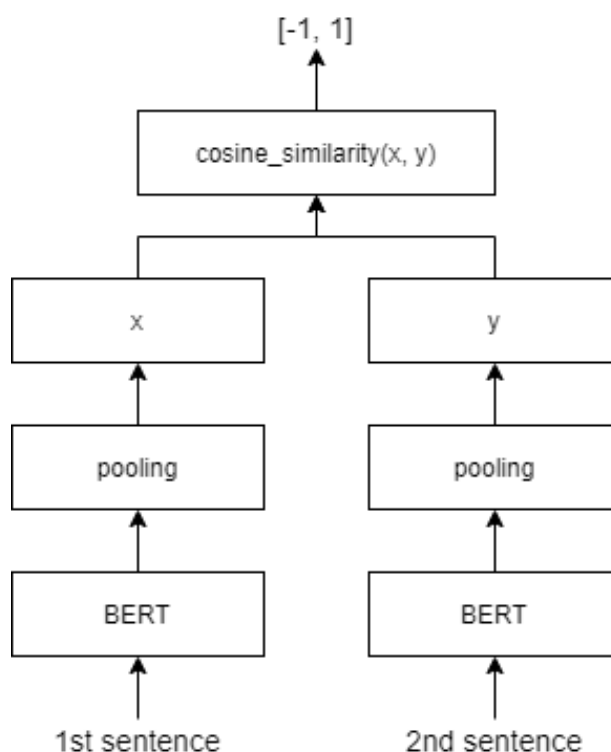 [-1, 1]
cosine_similarity(x, y)
x
y
pooling
pooling
BERT
BERT
1st sentence
2nd sentence